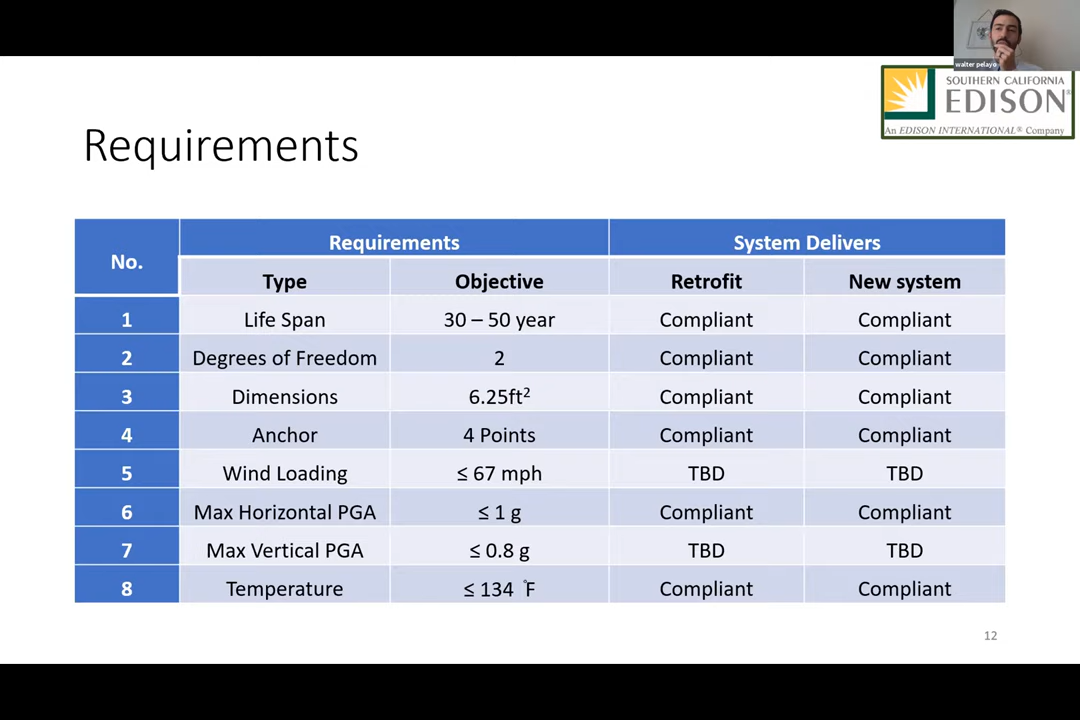 walter pelayo
SOUTHERN CALIFORNIA
EDISON®
An EDISON INTERNATIONAL® Company
Requirements
No. Requirements System Delivers
Type Objective Retrofit New system
1 Life Span 30 – 50 year Compliant Compliant
2 Degrees of Freedom 2 Compliant Compliant
3 Dimensions 6.25ft² Compliant Compliant
4 Anchor 4 Points Compliant Compliant
5 Wind Loading ≤ 67 mph TBD TBD
6 Max Horizontal PGA ≤ 1 g Compliant Compliant
7 Max Vertical PGA ≤ 0.8 g TBD TBD
8 Temperature ≤ 134 °F Compliant Compliant
12